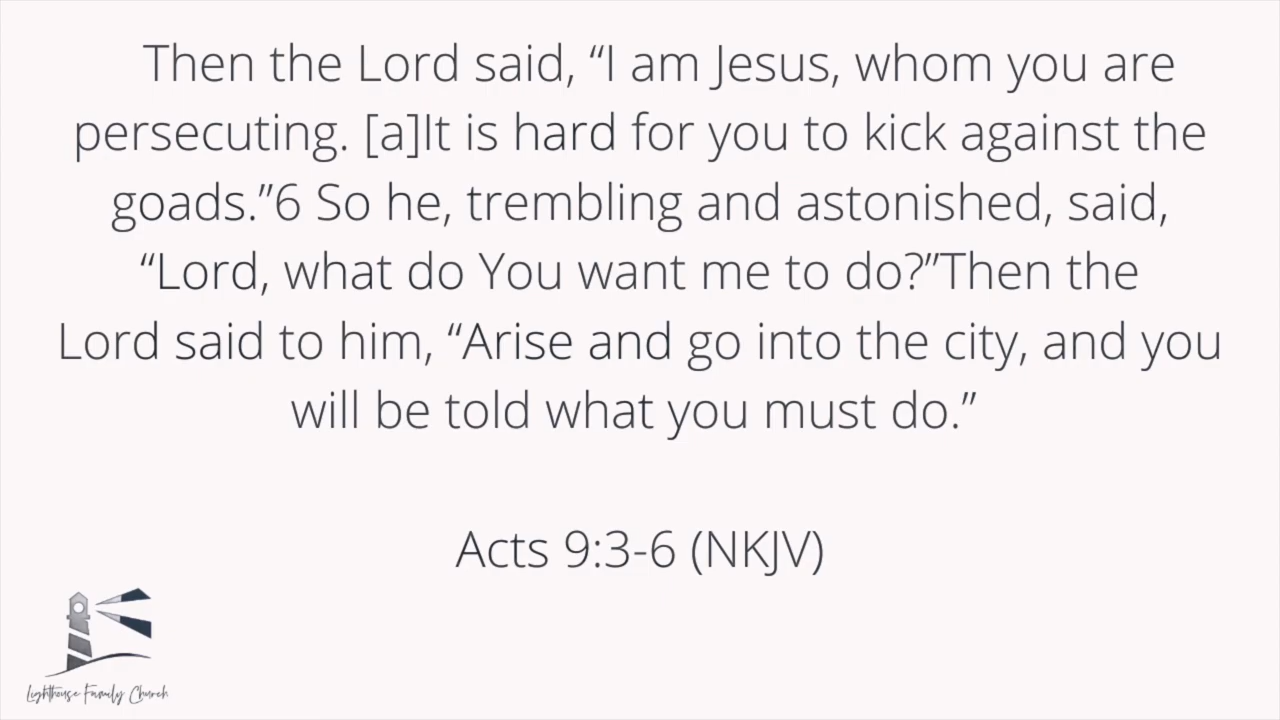 Then the Lord said, “I am Jesus, whom you are
persecuting. [a]It is hard for you to kick against the
goads.”6 So he, trembling and astonished, said,
“Lord, what do You want me to do?”Then the
Lord said to him, “Arise and go into the city, and you
will be told what you must do.”
Acts 9:3-6 (NKJV)
Lighthouse Family Church